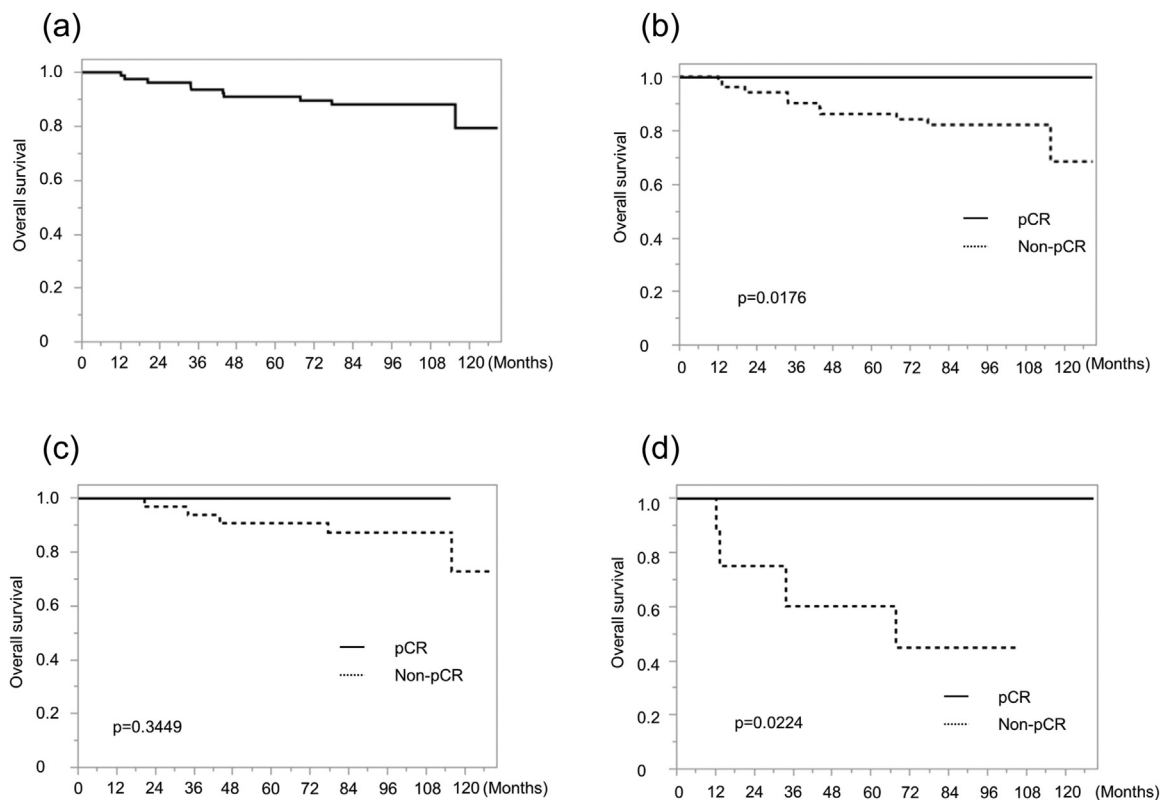 (a)
Overall survival
1.0
0.8
0.6
0.4
0.2
0
0 12 24 36 48 60 72 84 96 108 120 (Months)
(b)
Overall survival
1.0
0.8
0.6
0.4
0.2
0
pCR
Non-pCR
p=0.0176
0 12 24 36 48 60 72 84 96 108 120 (Months)
(c)
Overall survival
1.0
0.8
0.6
0.4
0.2
0
pCR
Non-pCR
p=0.3449
0 12 24 36 48 60 72 84 96 108 120 (Months)
(d)
Overall survival
1.0
0.8
0.6
0.4
0.2
0
pCR
Non-pCR
p=0.0224
0 12 24 36 48 60 72 84 96 108 120 (Months)